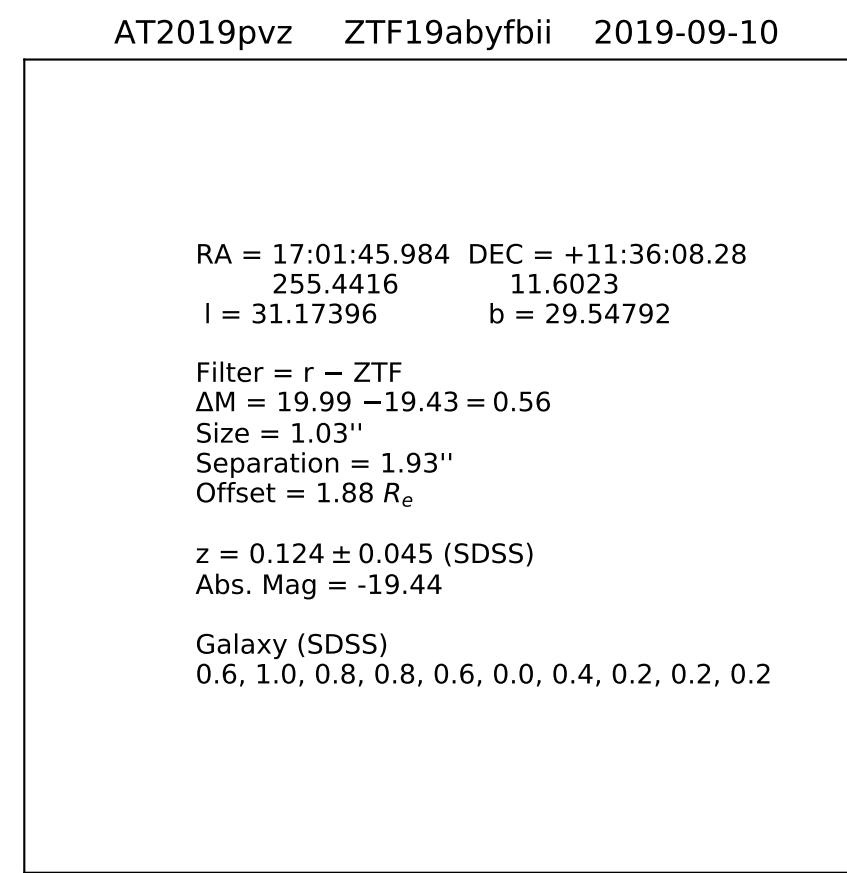 AT2019pvz ZTF19abyfbii 2019-09-10
RA = 17:01:45.984 DEC = +11:36:08.28
255.4416 11.6023
l = 31.17396 b = 29.54792
Filter = r − ZTF
ΔM = 19.99 −19.43 = 0.56
Size = 1.03''
Separation = 1.93''
Offset = 1.88 Re
z = 0.124 ± 0.045 (SDSS)
Abs. Mag = -19.44
Galaxy (SDSS)
0.6, 1.0, 0.8, 0.8, 0.6, 0.0, 0.4, 0.2, 0.2, 0.2